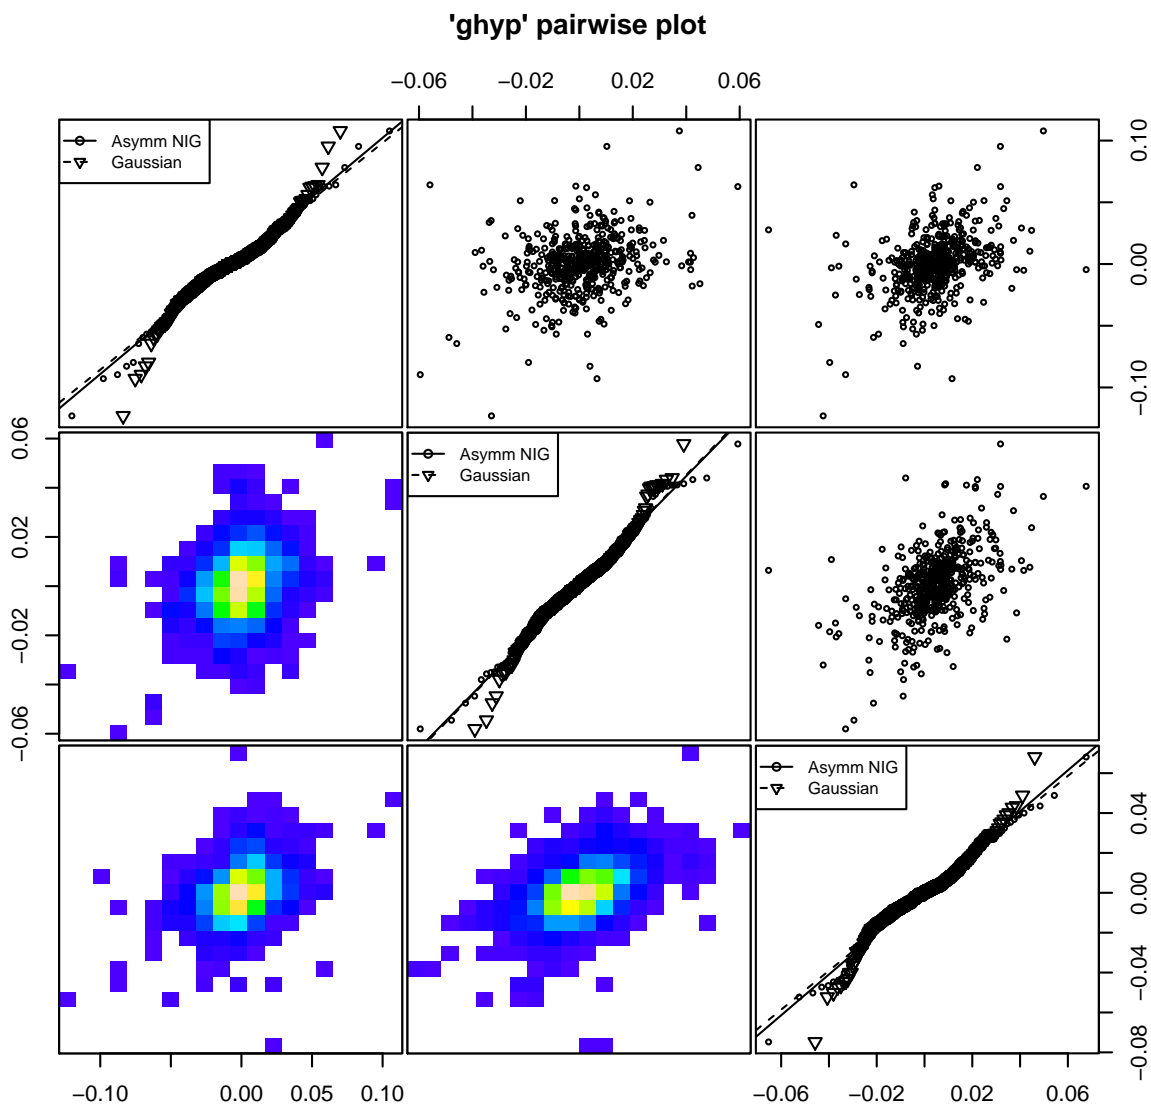 'ghyp' pairwise plot
−0.06 −0.02 0.02 0.06
Asymm NIG
Gaussian
0.10
0.00
−0.10
0.06
0.02
−0.02
−0.06
Asymm NIG
Gaussian
Asymm NIG
Gaussian
0.04
0.00
−0.04
−0.08
−0.10 0.00 0.05 0.10
−0.06 −0.02 0.02 0.06